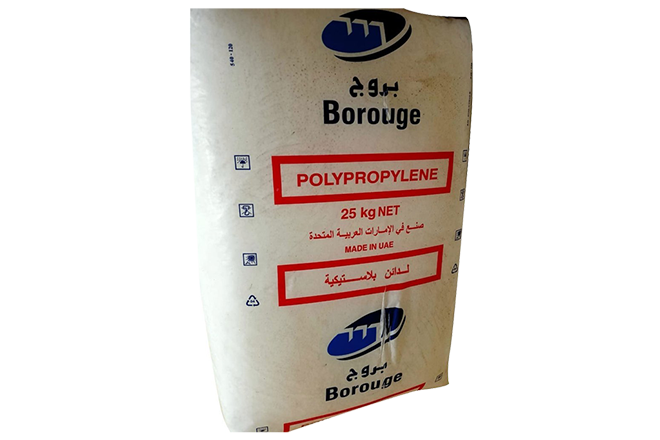 بروج
Borouge
POLYPROPYLENE
25 kg NET
صنع في الإمارات العربية المتحدة
MADE IN UAE
لدائن بلاستيكية
بروج
Borouge